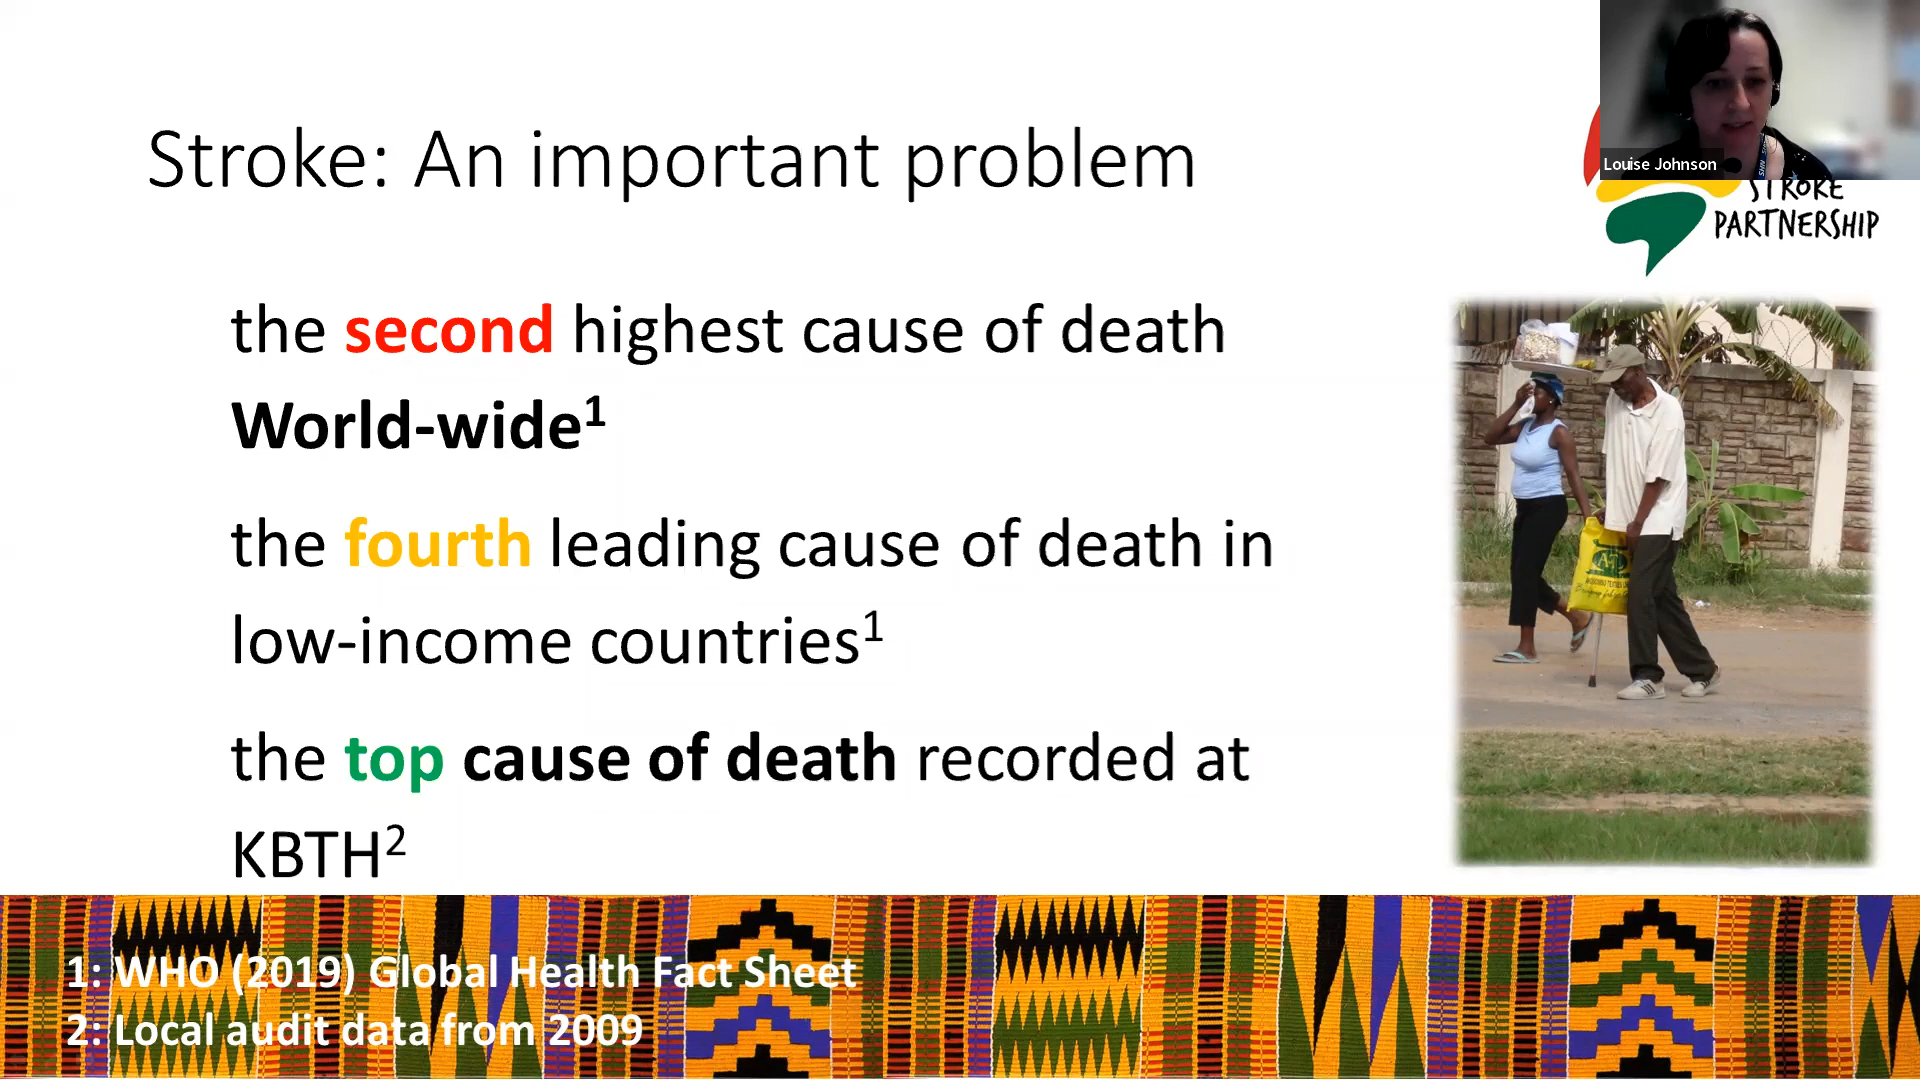 Stroke: An important problem
Louise Johnson
STROKE
PARTNERSHIP
the second highest cause of death
World-wide¹
the fourth leading cause of death in
low-income countries¹
the top cause of death recorded at
KBTH²
1: WHO (2019) Global Health Fact Sheet
2: Local audit data from 2009